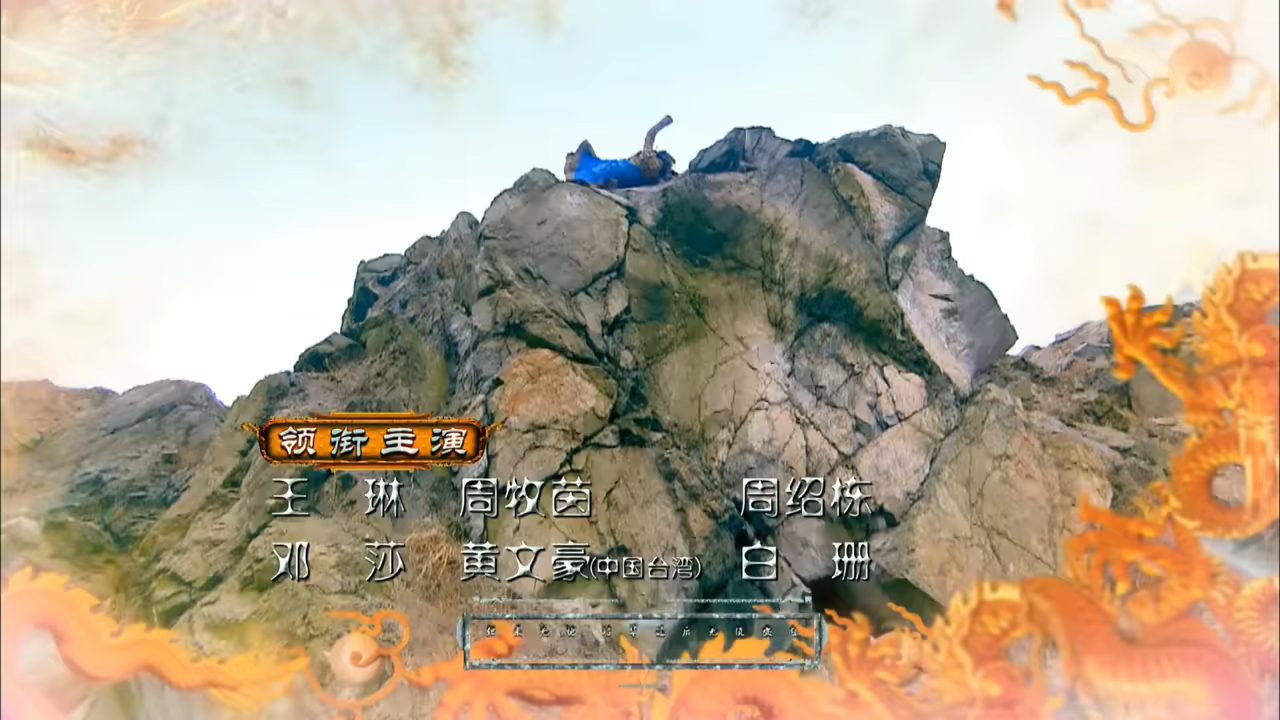 领衔主演
王 琳 周牧茵 周绍栋
邓 莎 黄文豪(中国台湾) 白 珊